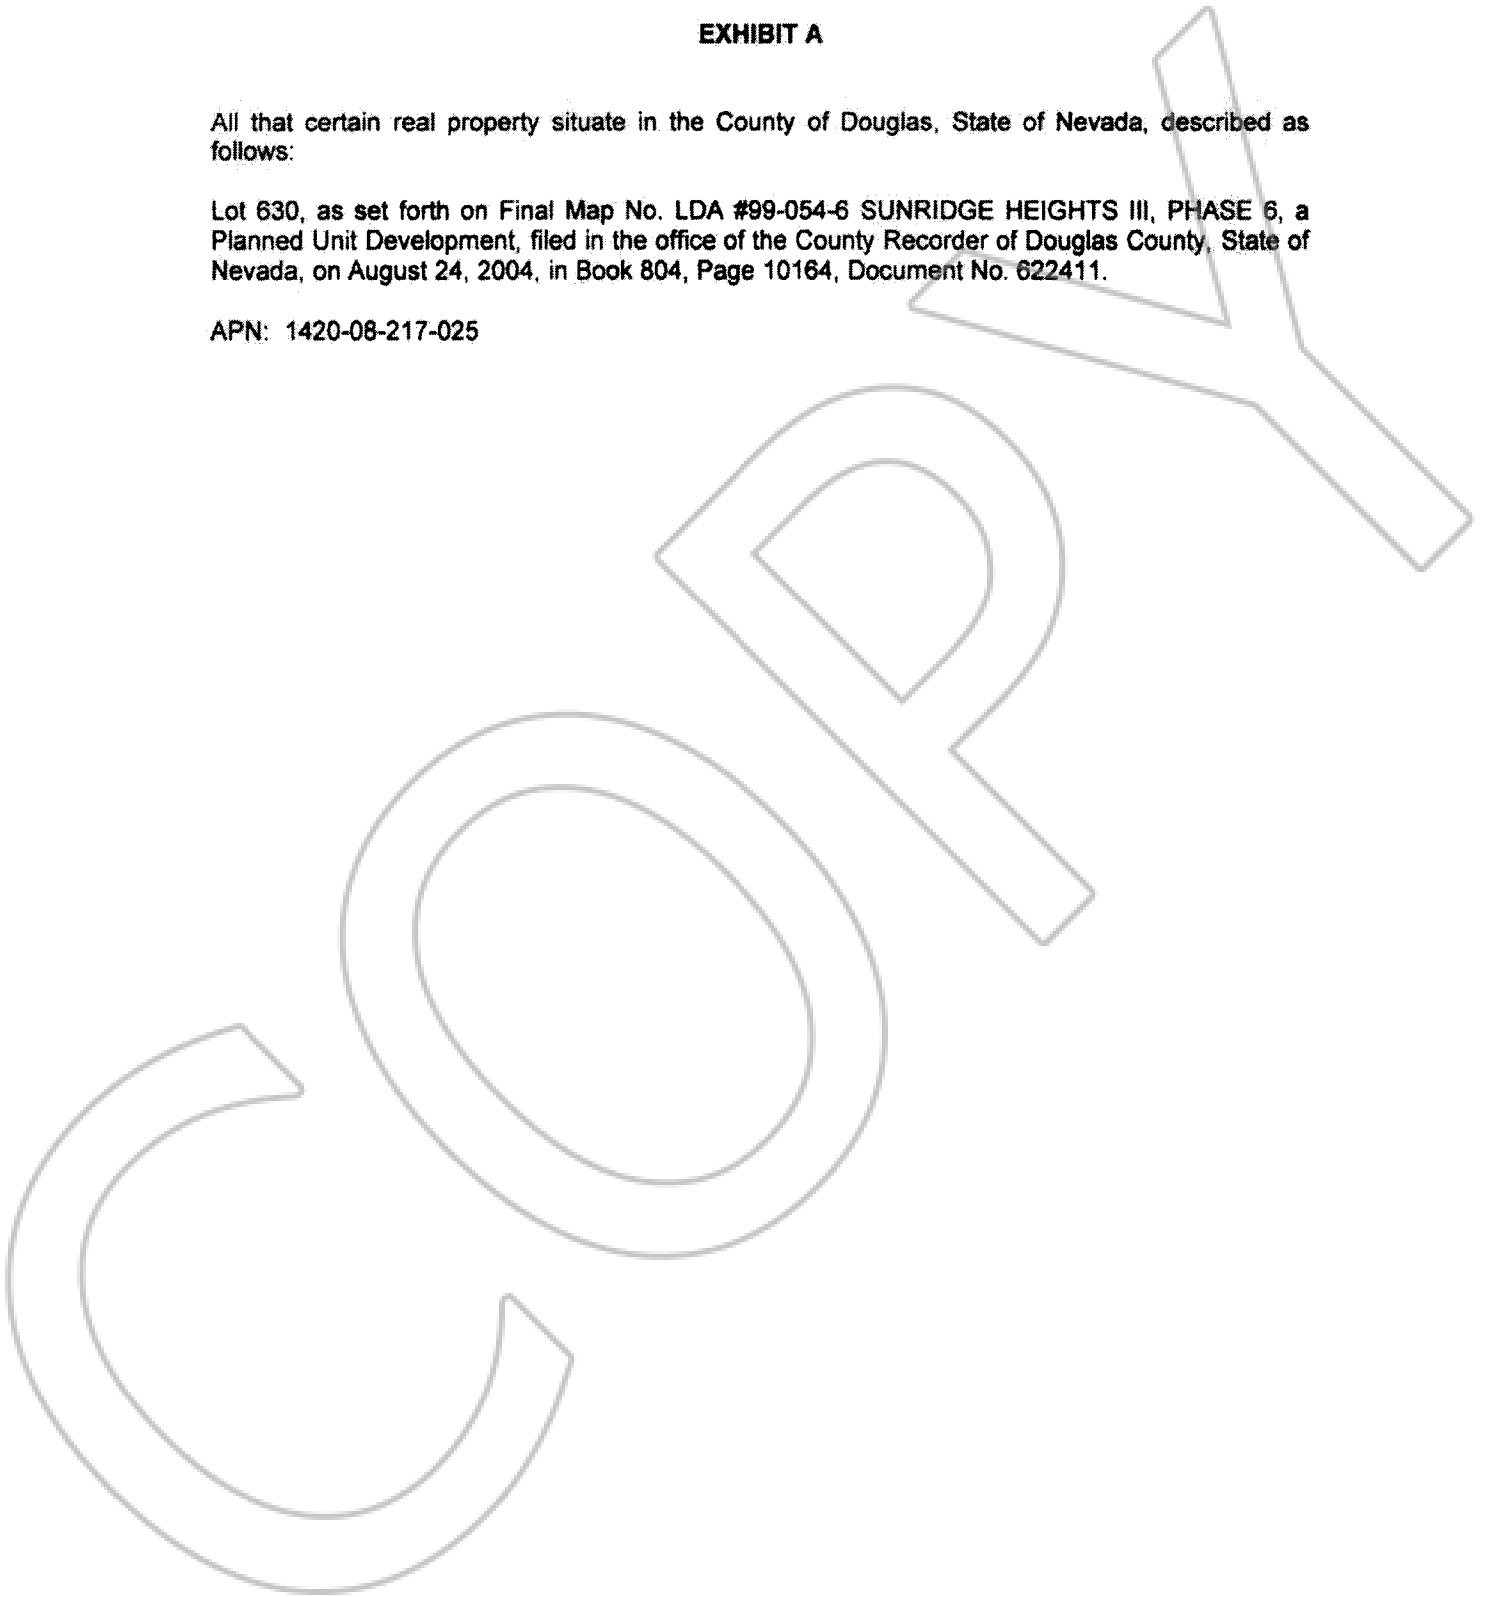 EXHIBIT A
All that certain real property situate in the County of Douglas, State of Nevada, described as
follows:
Lot 630, as set forth on Final Map No. LDA #99-054-6 SUNRIDGE HEIGHTS III, PHASE 6, a
Planned Unit Development, filed in the office of the County Recorder of Douglas County, State of
Nevada, on August 24, 2004, in Book 804, Page 10164, Document No. 622411.
APN: 1420-08-217-025
COPY